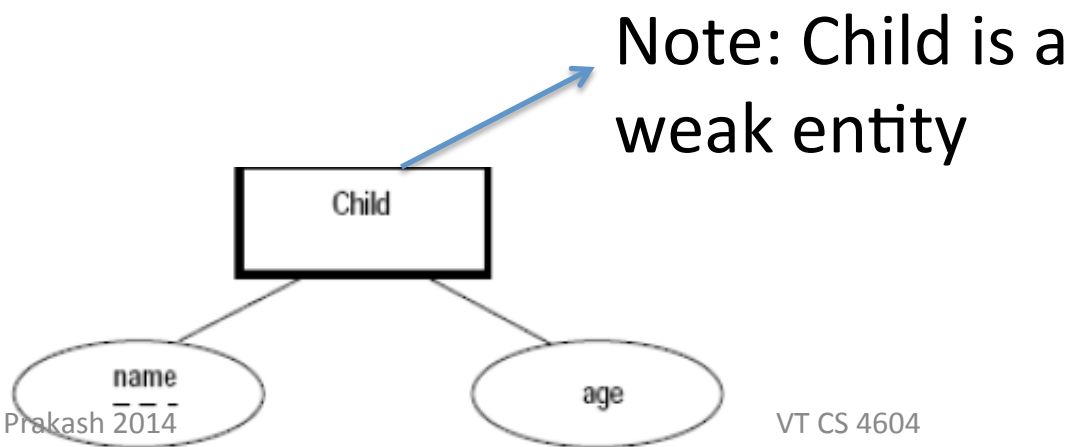 Note: Child is a
weak entity
Child
name
age
Prakash 2014
VT CS 4604